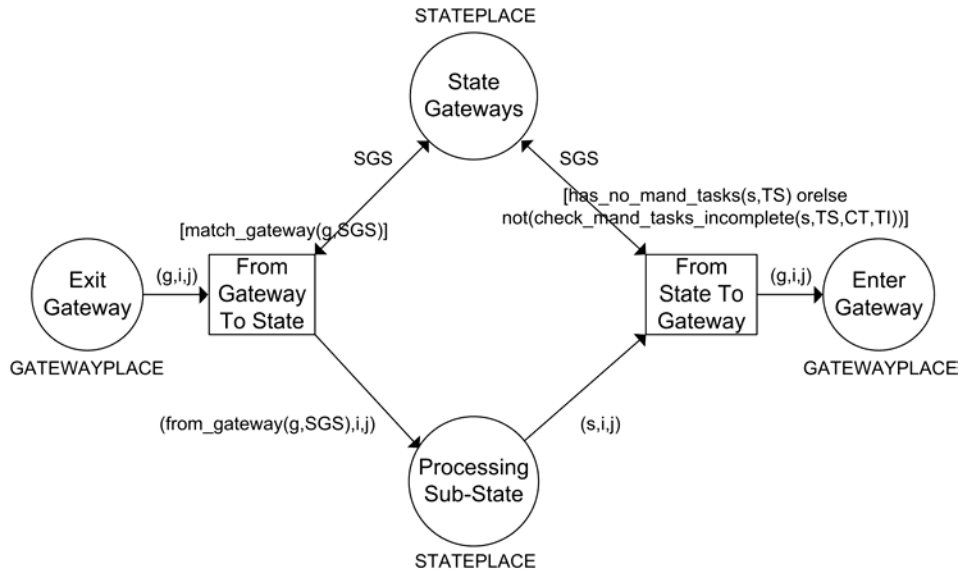 STATEPLACE
State
Gateways
SGS
SGS
[has_no_mand_tasks(s,TS) orelse
not(check_mand_tasks_incomplete(s,TS,CT,TI))]
[match_gateway(g,SGS)]
Exit
Gateway
(g,i,j)
From
Gateway
To State
From
State To
Gateway
(g,i,j)
Enter
Gateway
GATEWAYPLACE
GATEWAYPLACE
(from_gateway(g,SGS),i,j)
(s,i,j)
Processing
Sub-State
STATEPLACE